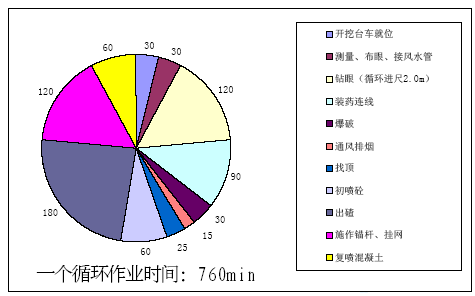 60
30
30
120
120
90
180
30
15
25
60
一个循环作业时间：760min
开挖台车就位
测量、布眼、接风水管
钻眼（循环进尺2.0m）
装药连线
爆破
通风排烟
找顶
初喷砼
出碴
施作锚杆、挂网
复喷混凝土